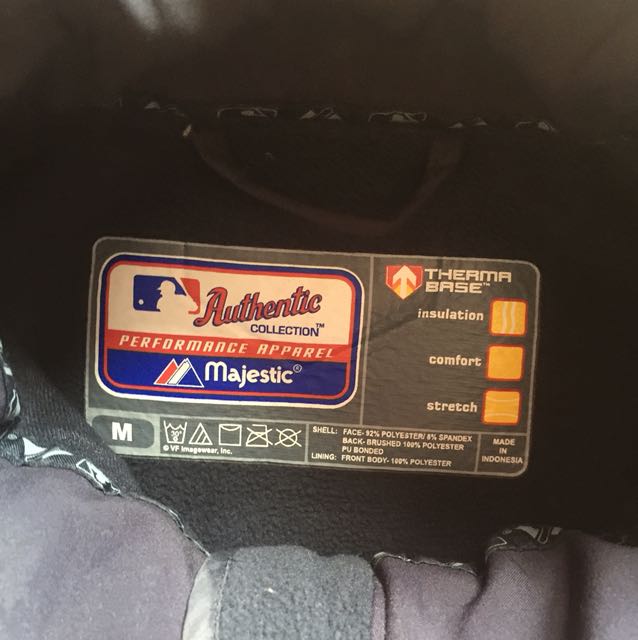 Authentic
COLLECTION™
PERFORMANCE APPAREL
Majestic®
THERMA
BASE™
insulation
comfort
stretch
M
30°
© VF Imagewear, Inc.
SHELL: FACE- 92% POLYESTER/ 8% SPANDEX
BACK- BRUSHED 100% POLYESTER
PU BONDED
LINING: FRONT BODY- 100% POLYESTER
MADE
IN
INDONESIA